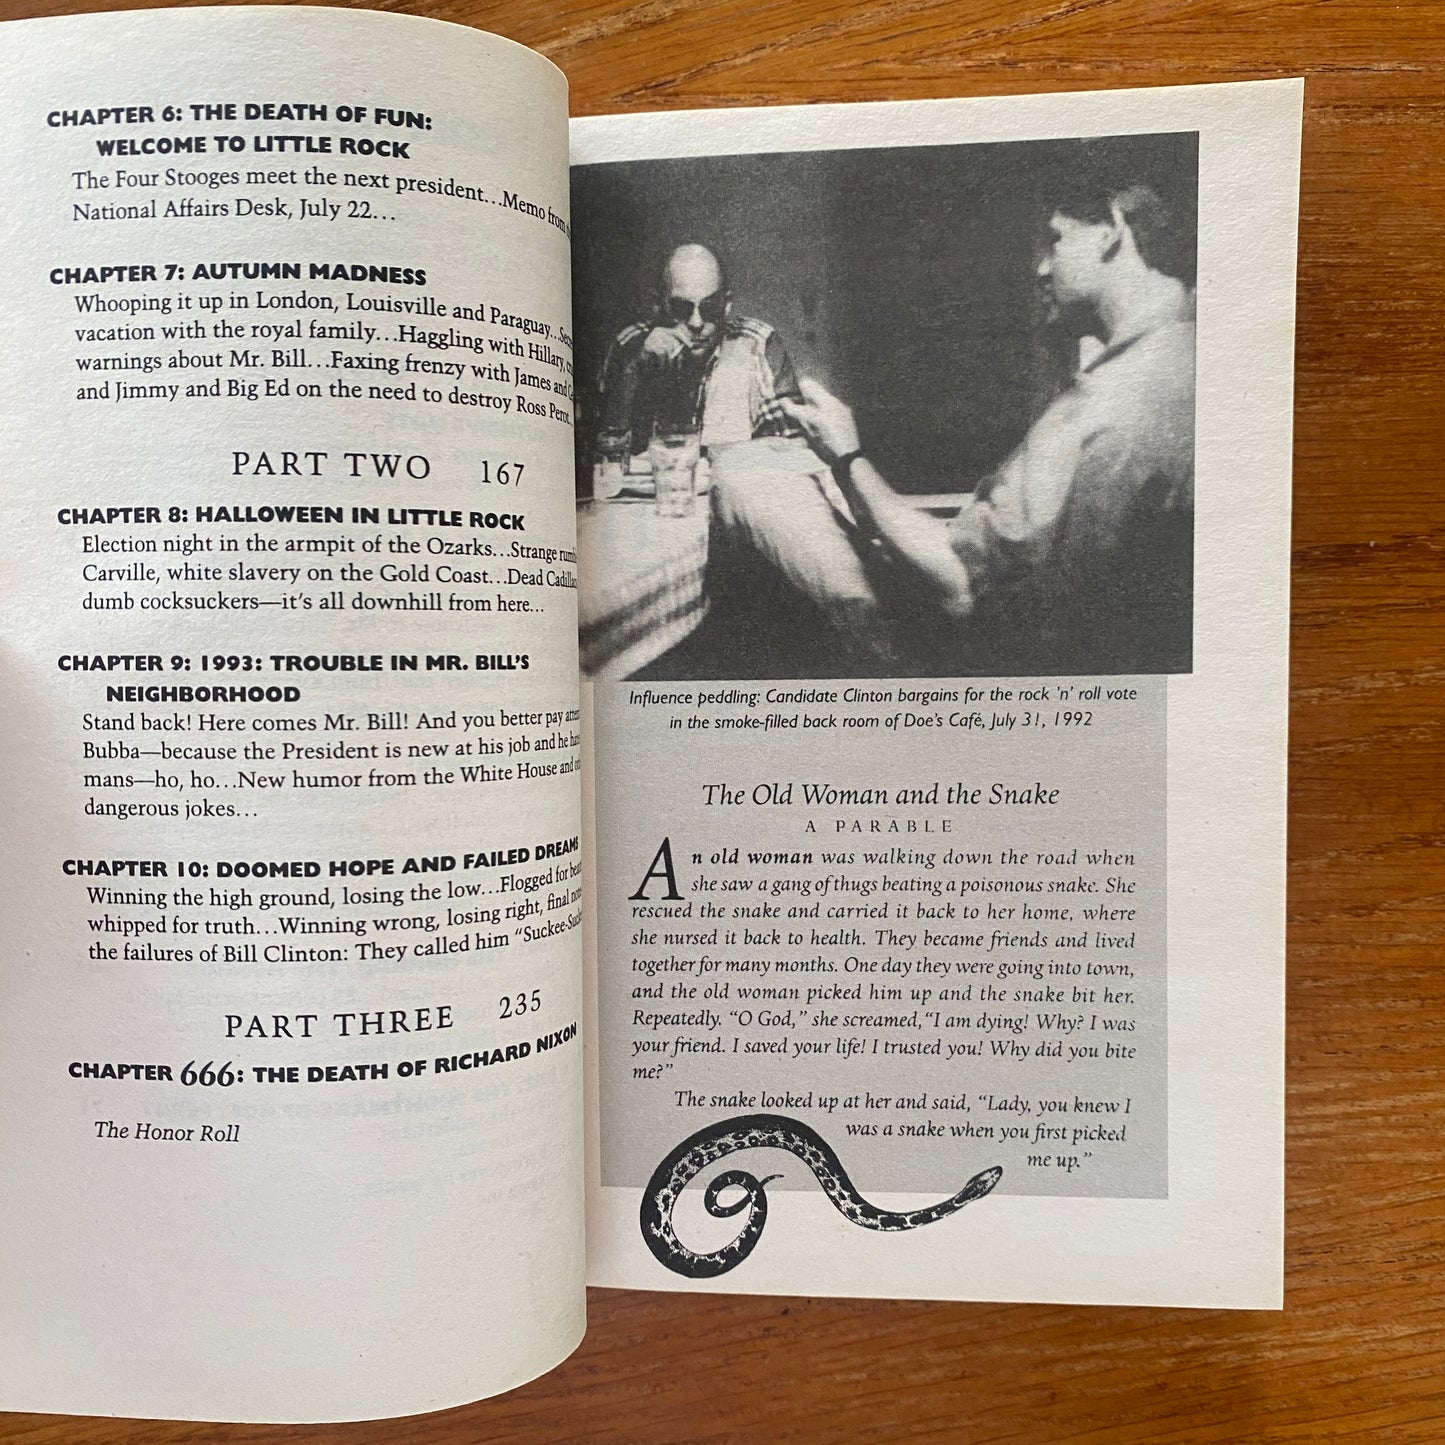 CHAPTER 6: THE DEATH OF FUN:
WELCOME TO LITTLE ROCK
The Four Stooges meet the next president…Memo from
National Affairs Desk, July 22…
CHAPTER 7: AUTUMN MADNESS
Whooping it up in London, Louisville and Paraguay…
vacation with the royal family…Haggling with Hillary,
warnings about Mr. Bill…Faxing frenzy with James and
and Jimmy and Big Ed on the need to destroy Ross Perot…
PART TWO 167
CHAPTER 8: HALLOWEEN IN LITTLE ROCK
Election night in the armpit of the Ozarks…Strange
Carville, white slavery on the Gold Coast…Dead
dumb cocksuckers—it's all downhill from here…
CHAPTER 9: 1993: TROUBLE IN MR. BILL'S
NEIGHBORHOOD
Stand back! Here comes Mr. Bill! And you better pay
Bubba—because the President is new at his job and he
mans—ho, ho…New humor from the White House and
dangerous jokes…
CHAPTER 10: DOOMED HOPE AND FAILED DREAMS
Winning the high ground, losing the low…Flogged for
whipped for truth…Winning wrong, losing right, final
the failures of Bill Clinton: They called him
PART THREE 235
CHAPTER 666: THE DEATH OF RICHARD NIXON
The Honor Roll
Influence peddling: Candidate Clinton bargains for the rock 'n' roll vote
in the smoke-filled back room of Doe's Café, July 31, 1992
The Old Woman and the Snake
A PARABLE
An old woman was walking down the road when
she saw a gang of thugs beating a poisonous snake. She
rescued the snake and carried it back to her home, where
she nursed it back to health. They became friends and lived
together for many months. One day they were going into town,
and the old woman picked him up and the snake bit her.
Repeatedly. "O God," she screamed, "I am dying! Why? I was
your friend. I saved your life! I trusted you! Why did you bite
me?"
The snake looked up at her and said, "Lady, you knew I
was a snake when you first picked
me up."